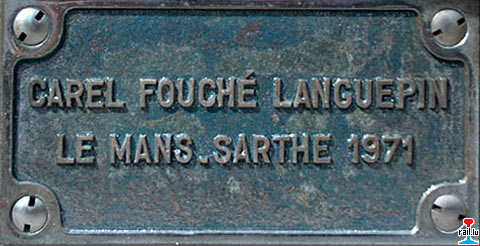 CAREL FOUCHÉ LANGUEPIN
LE MANS.SARTHE 1971
rail.lu